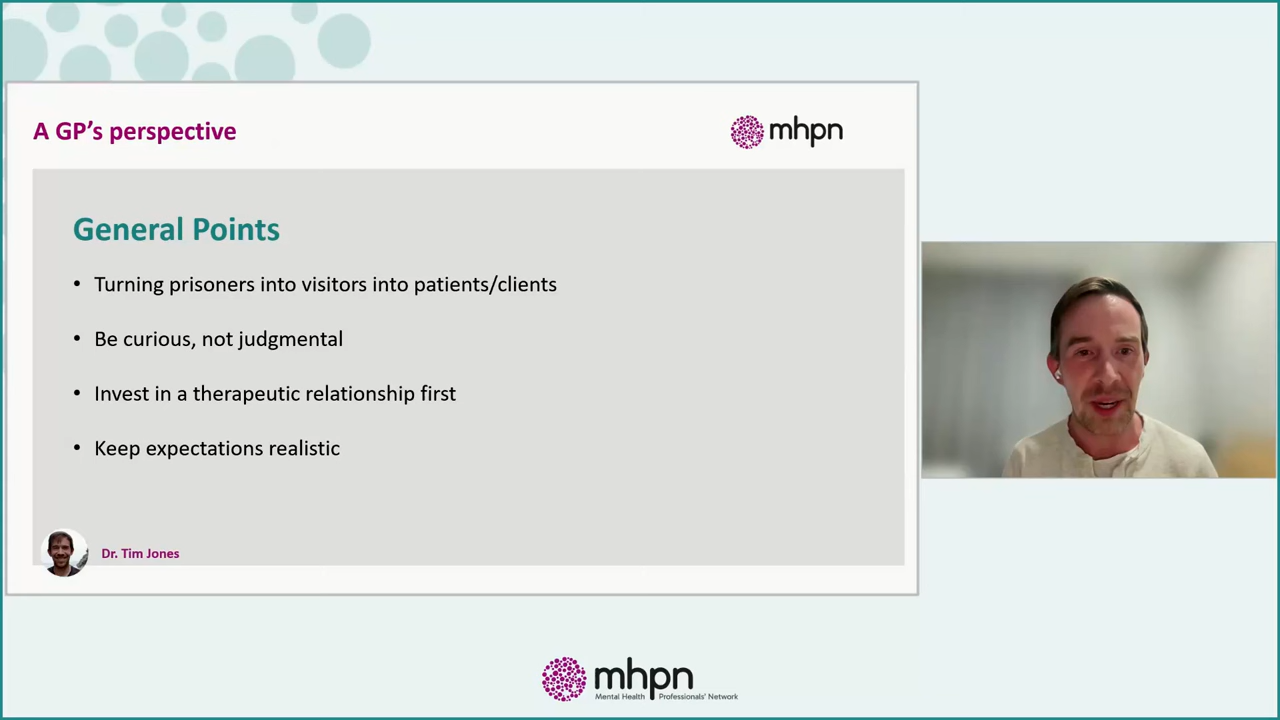 A GP’s perspective
mhpn
General Points
• Turning prisoners into visitors into patients/clients
• Be curious, not judgmental
• Invest in a therapeutic relationship first
• Keep expectations realistic
Dr. Tim Jones
mhpn
Mental Health Professionals' Network